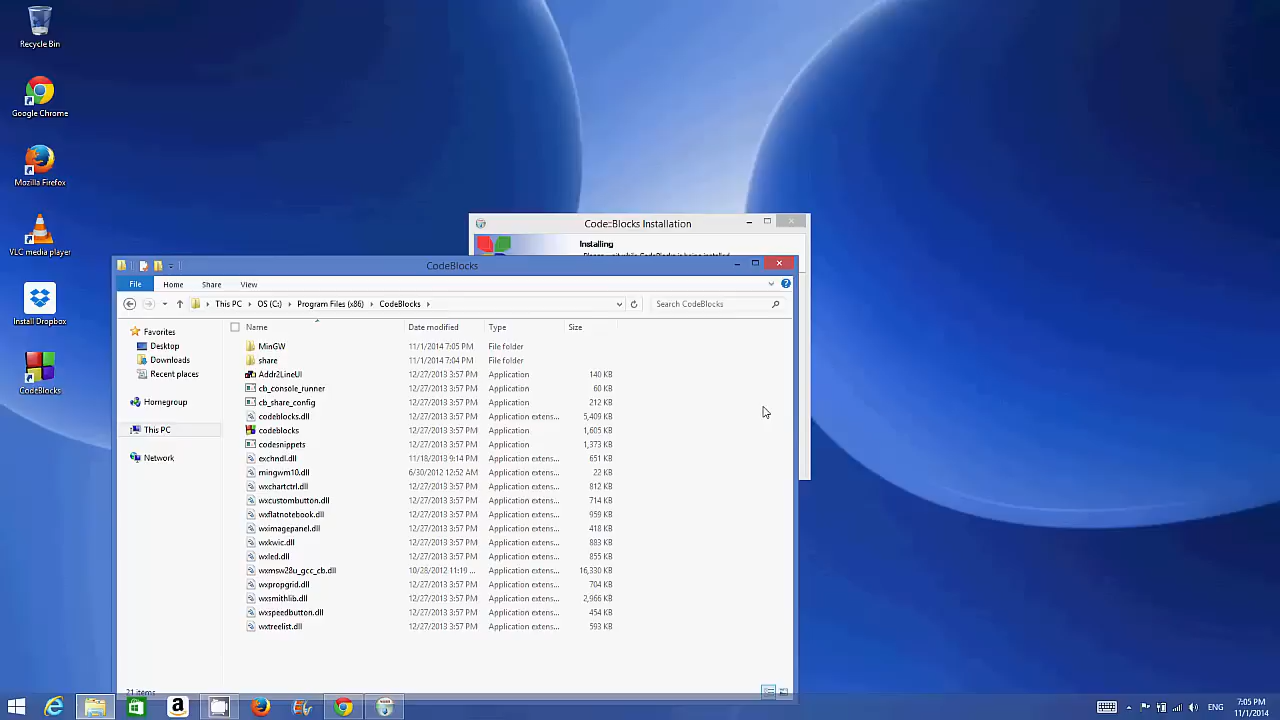 Recycle Bin
Google Chrome
Mozilla Firefox
VLC media player
Install Dropbox
CodeBlocks
Code::Blocks Installation
Installing
Please wait while CodeBlocks is being installed.
CodeBlocks
File Home Share View
This PC OS (C:) Program Files (x86) CodeBlocks
Search CodeBlocks
Favorites
Desktop
Downloads
Recent places
Homegroup
This PC
Network
Name Date modified Type Size
MinGW 11/1/2014 7:05 PM File folder
share 11/1/2014 7:04 PM File folder
Addr2LineUI 12/27/2013 3:57 PM Application 140 KB
cb_console_runner 12/27/2013 3:57 PM Application 60 KB
cb_share_config 12/27/2013 3:57 PM Application 212 KB
codeblocks.dll 12/27/2013 3:57 PM Application extens... 5,409 KB
codeblocks 12/27/2013 3:57 PM Application 1,605 KB
codesnippets 12/27/2013 3:57 PM Application 1,373 KB
exchndl.dll 11/18/2013 9:14 PM Application extens... 651 KB
mingwm10.dll 6/30/2012 12:52 AM Application extens... 22 KB
wxchartctrl.dll 12/27/2013 3:57 PM Application extens... 812 KB
wxcustombutton.dll 12/27/2013 3:57 PM Application extens... 714 KB
wxflatnotebook.dll 12/27/2013 3:57 PM Application extens... 959 KB
wximagepanel.dll 12/27/2013 3:57 PM Application extens... 418 KB
wxkwic.dll 12/27/2013 3:57 PM Application extens... 883 KB
wxled.dll 12/27/2013 3:57 PM Application extens... 855 KB
wxmsw28u_gcc_cb.dll 10/28/2012 11:19 ... Application extens... 16,330 KB
wxpropgrid.dll 12/27/2013 3:57 PM Application extens... 704 KB
wxsmithlib.dll 12/27/2013 3:57 PM Application extens... 2,966 KB
wxspeedbutton.dll 12/27/2013 3:57 PM Application extens... 454 KB
wxtreelist.dll 12/27/2013 3:57 PM Application extens... 593 KB
21 items
ENG
7:05 PM
11/1/2014